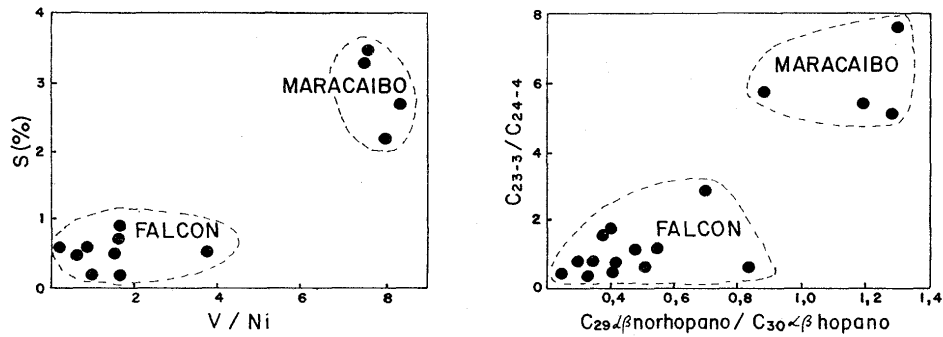 4
3
2
1
0
S (%)
MARACAIBO
FALCON
2
4
6
8
V / Ni
8
6
4
2
0
C23-3 / C24-4
MARACAIBO
FALCON
0,4
0,6
0,8
1,0
1,2
1,4
C29αβnorhopano / C30αβ hopano